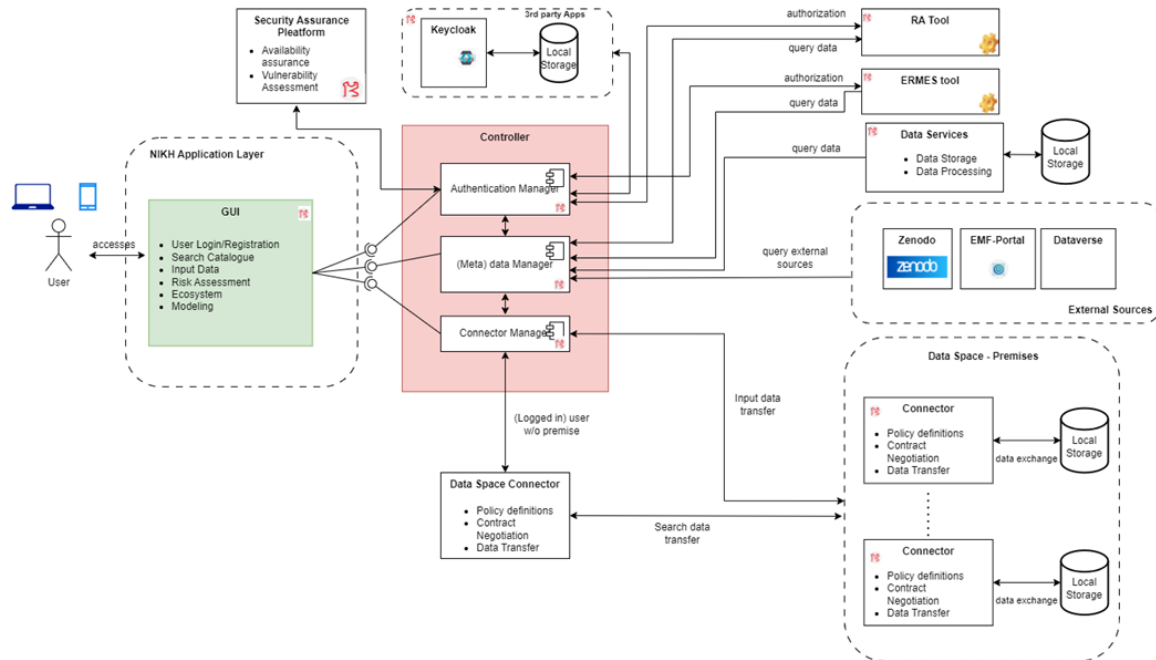 Security Assurance
Pleatform
• Availability
assurance
• Vulnerability
Assessment
3rd party Apps
Keycloak
Local
Storage
authorization
RA Tool
query data
authorization
ERMES tool
query data
Data Services
• Data Storage
• Data Processing
Local
Storage
query data
NIKH Application Layer
GUI
• User Login/Registration
• Search Catalogue
• Input Data
• Risk Assessment
• Ecosystem
• Modeling
accesses
User
Controller
Authentication Manager
(Meta) data Manager
Connector Manager
query external
sources
Zenodo
zenodo
EMF-Portal
Dataverse
External Sources
(Logged in) user
w/o premise
Input data
transfer
Data Space Connector
• Policy definitions
• Contract
Negotiation
• Data Transfer
Search data
transfer
Data Space - Premises
Connector
• Policy definitions
• Contract
Negotiation
• Data Transfer
data exchange
Local
Storage
Connector
• Policy definitions
• Contract
Negotiation
• Data Transfer
data exchange
Local
Storage